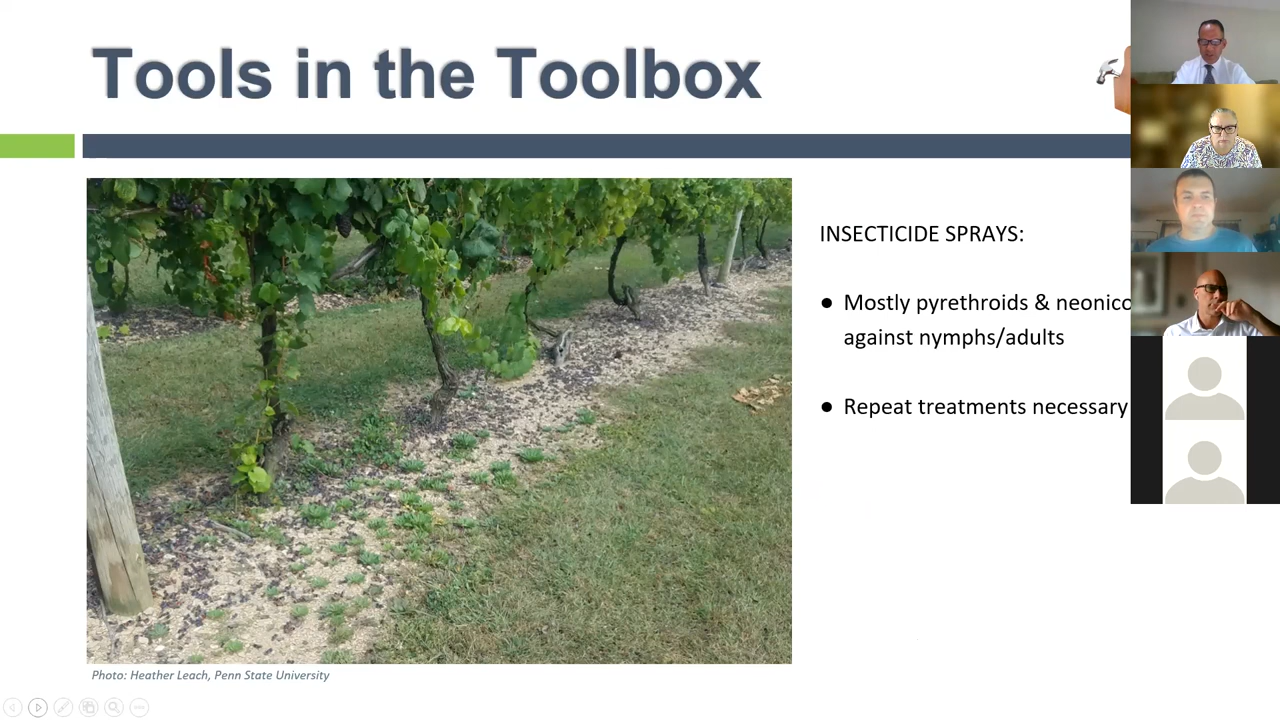 Tools in the Toolbox
INSECTICIDE SPRAYS:
● Mostly pyrethroids & neonico
against nymphs/adults
● Repeat treatments necessary
Photo: Heather Leach, Penn State University